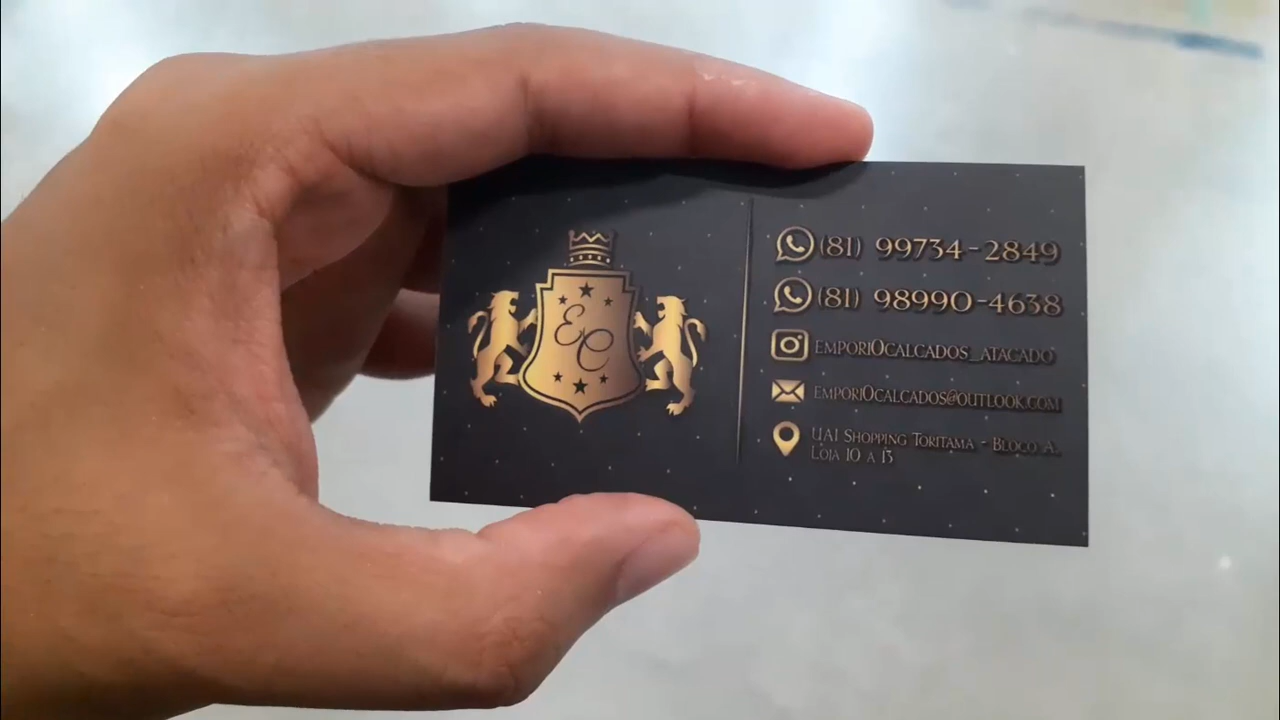 EC
(81) 99734-2849
(81) 98990-4638
EMPORIOCALCADOS_ATACADO
EMPORIOCALCADOS@OUTLOOK.COM
UAI SHOPPING TORITAMA - BLOCO A.
LOJA 10 A 13